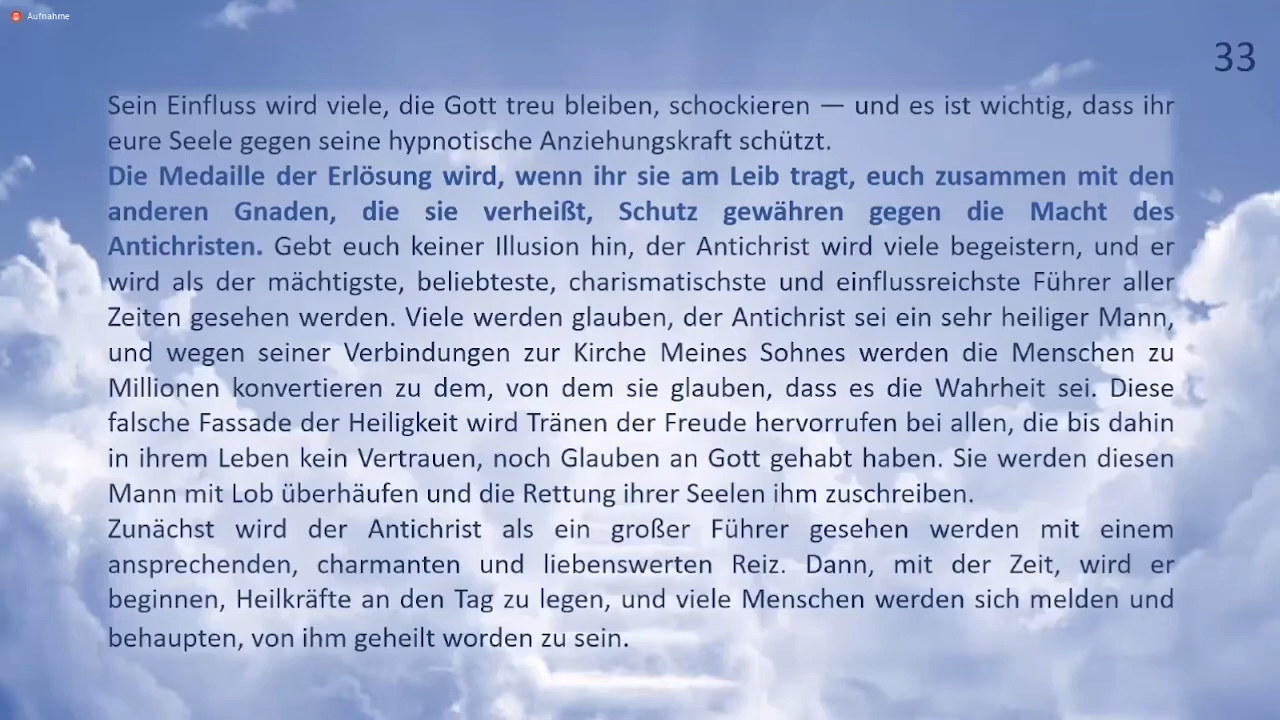 Aufnahme
33
Sein Einfluss wird viele, die Gott treu bleiben, schockieren — und es ist wichtig, dass ihr
eure Seele gegen seine hypnotische Anziehungskraft schützt.
Die Medaille der Erlösung wird, wenn ihr sie am Leib tragt, euch zusammen mit den
anderen Gnaden, die sie verheißt, Schutz gewähren gegen die Macht des
Antichristen. Gebt euch keiner Illusion hin, der Antichrist wird viele begeistern, und er
wird als der mächtigste, beliebteste, charismatischste und einflussreichste Führer aller
Zeiten gesehen werden. Viele werden glauben, der Antichrist sei ein sehr heiliger Mann,
und wegen seiner Verbindungen zur Kirche Meines Sohnes werden die Menschen zu
Millionen konvertieren zu dem, von dem sie glauben, dass es die Wahrheit sei. Diese
falsche Fassade der Heiligkeit wird Tränen der Freude hervorrufen bei allen, die bis dahin
in ihrem Leben kein Vertrauen, noch Glauben an Gott gehabt haben. Sie werden diesen
Mann mit Lob überhäufen und die Rettung ihrer Seelen ihm zuschreiben.
Zunächst wird der Antichrist als ein großer Führer gesehen werden mit einem
ansprechenden, charmanten und liebenswerten Reiz. Dann, mit der Zeit, wird er
beginnen, Heilkräfte an den Tag zu legen, und viele Menschen werden sich melden und
behaupten, von ihm geheilt worden zu sein.